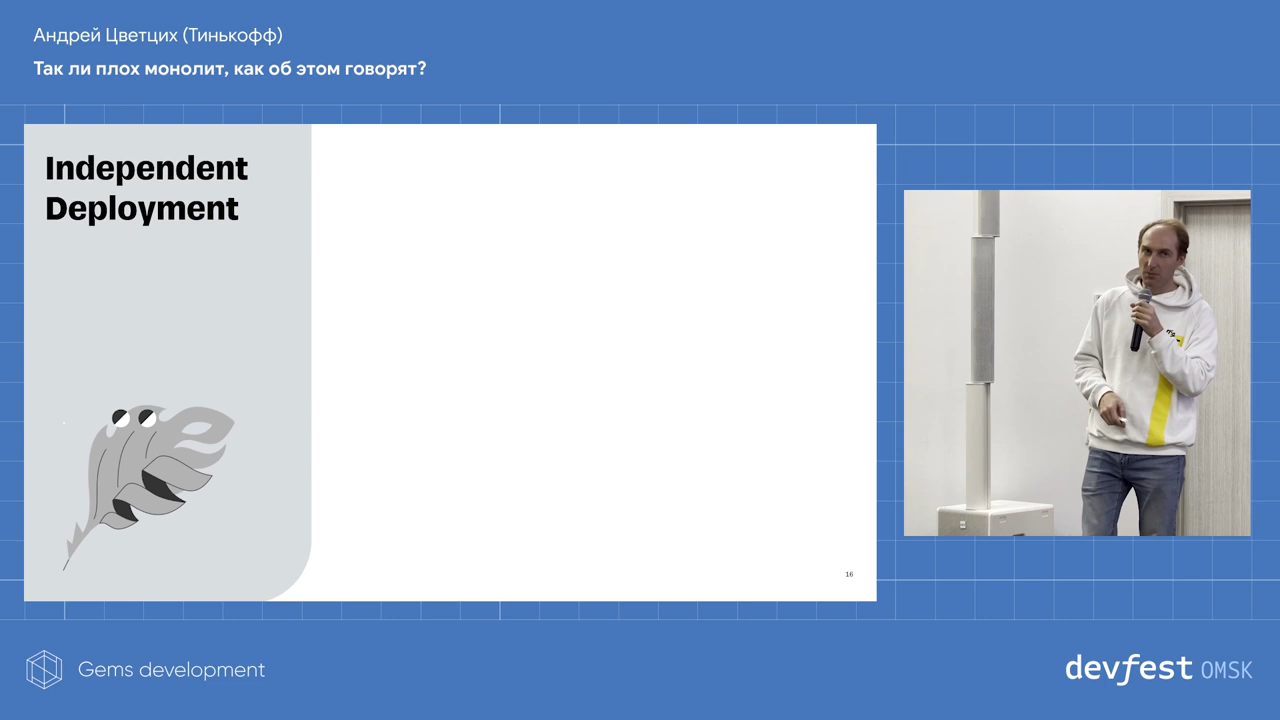 Андрей Цветцих (Тинькофф)
Так ли плох монолит, как об этом говорят?
Independent
Deployment
16
Gems development
devfest OMSK